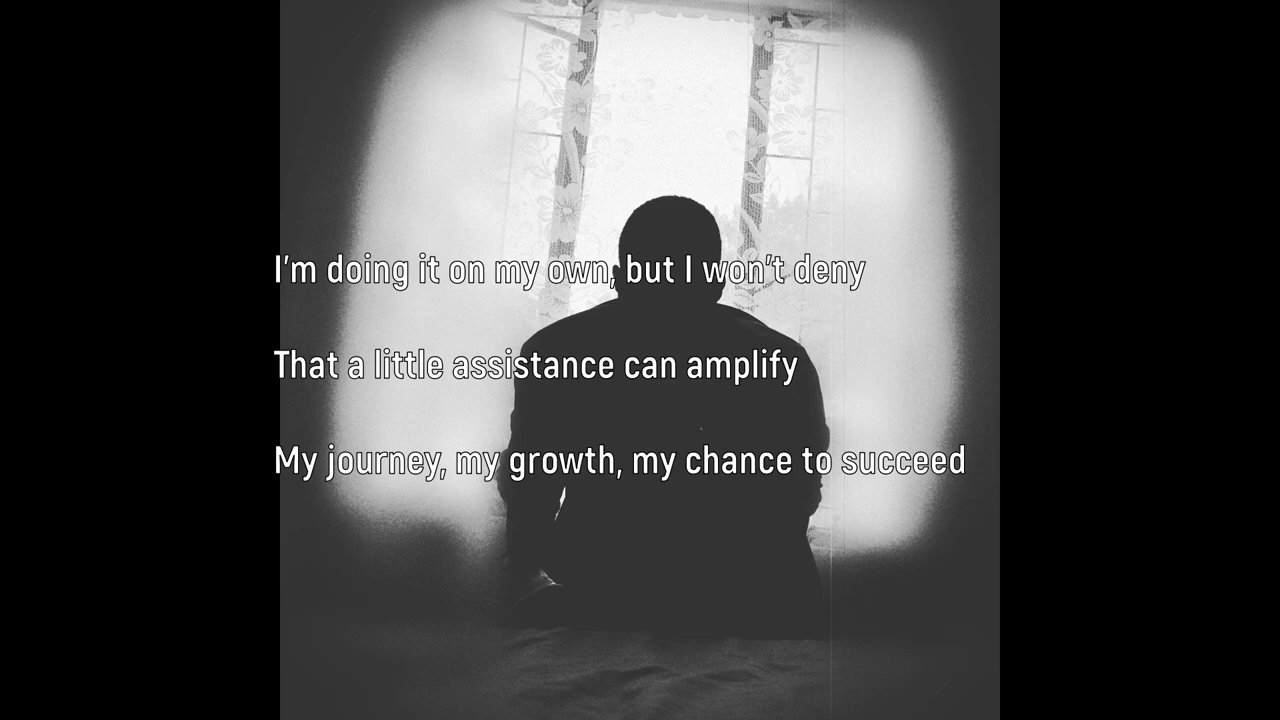 I'm doing it on my own, but I won't deny
That a little assistance can amplify
My journey, my growth, my chance to succeed